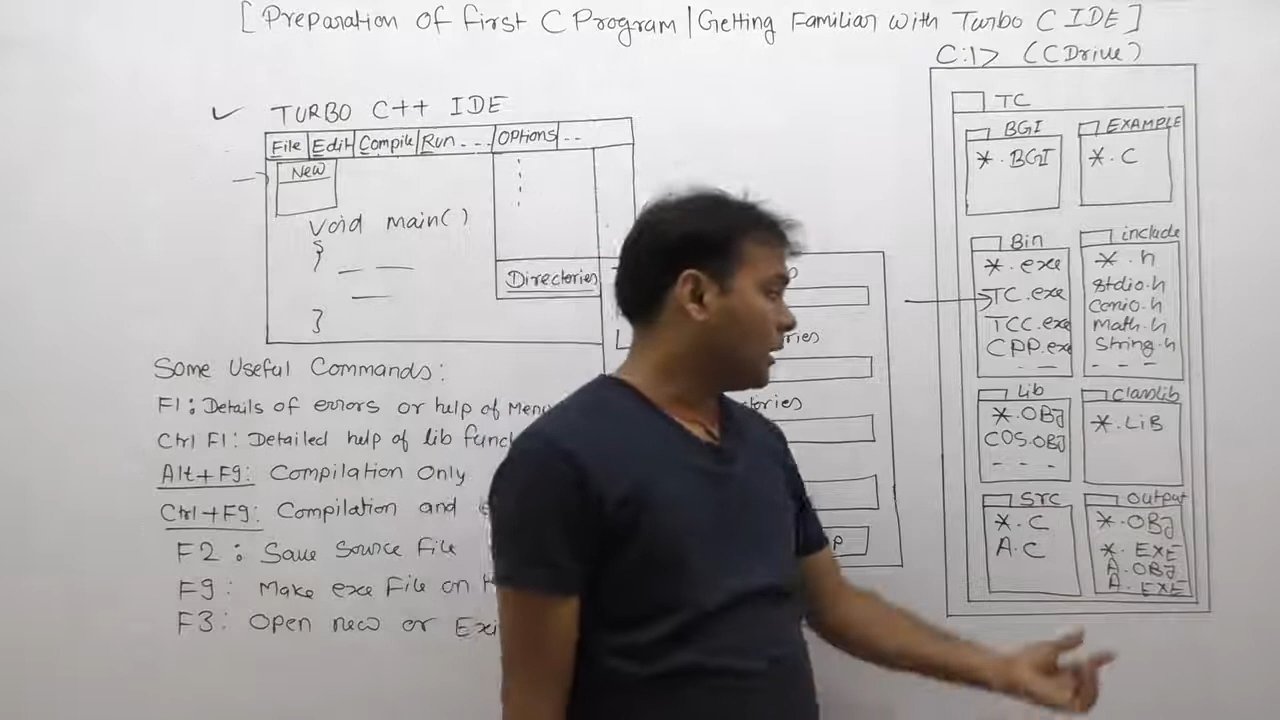 [Preparation of First C Program | Getting Familiar with Turbo C IDE]
C:\> (C Drive)
✓ TURBO C++ IDE
File Edit Compile Run ... Options ..
New
void main()
{
}
Directories
ries
tories
p
Some Useful Commands:
F1: Details of errors or help of Menu
Ctrl F1: Detailed help of lib func
Alt+F9: Compilation Only
Ctrl+F9: Compilation and
F2: Save Source File
F9: Make exe File on
F3: Open new or Exi
TC
BGI
*.BGI
EXAMPLE
*.C
Bin
*.exe
TC.exe
TCC.exe
CPP.exe
- -
include
*.h
stdio.h
conio.h
math.h
String.h
- - -
Lib
*.OBJ
COS.OBJ
- - -
Classlib
*.LiB
Src
*.C
A.C
Output
*.OBJ
*.EXE
A.OBJ
A.EXE